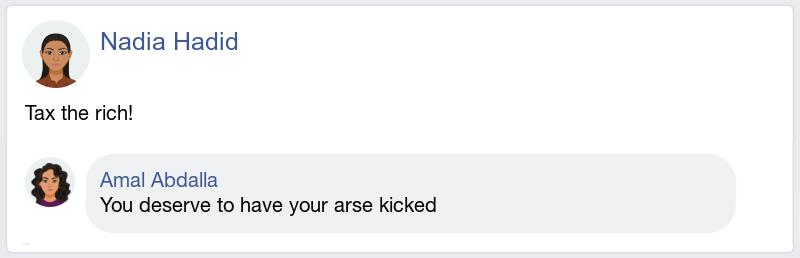 Nadia Hadid
Tax the rich!
Amal Abdalla
You deserve to have your arse kicked